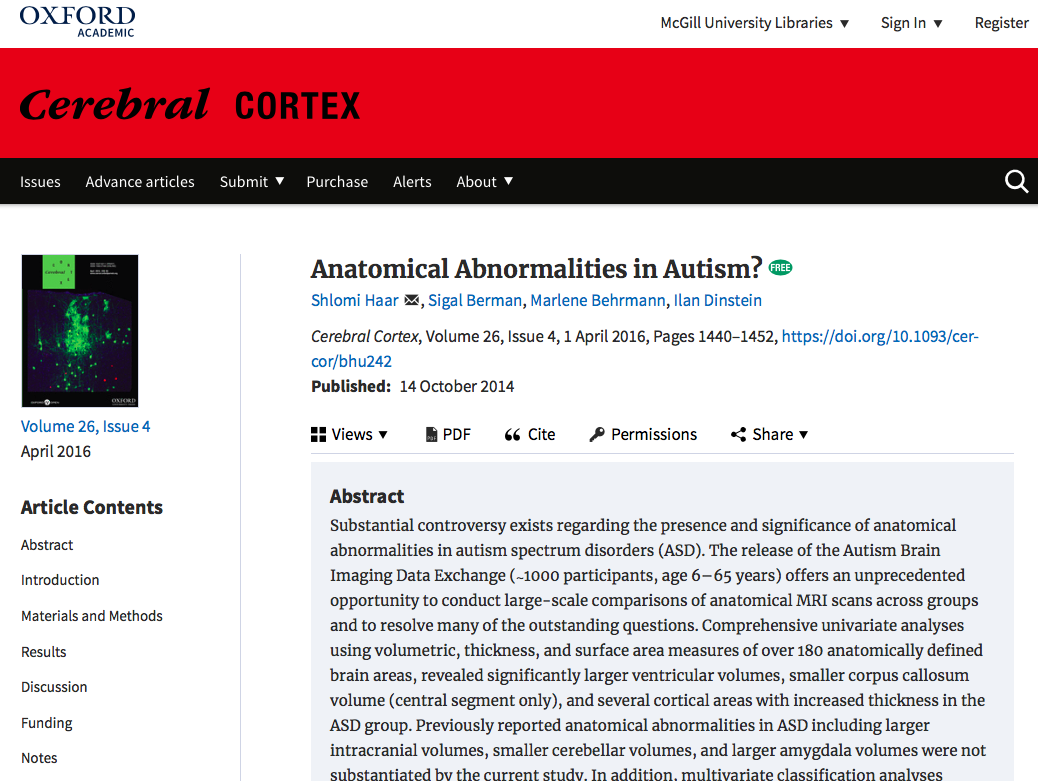 OXFORD
ACADEMIC
McGill University Libraries ▼ Sign In ▼ Register
Cerebral CORTEX
Issues Advance articles Submit ▼ Purchase Alerts About ▼
Volume 26, Issue 4
April 2016
Article Contents
Abstract
Introduction
Materials and Methods
Results
Discussion
Funding
Notes
Anatomical Abnormalities in Autism? FREE
Shlomi Haar, Sigal Berman, Marlene Behrmann, Ilan Dinstein
Cerebral Cortex, Volume 26, Issue 4, 1 April 2016, Pages 1440–1452, https://doi.org/10.1093/cer-
cor/bhu242
Published: 14 October 2014
Views ▼ PDF Cite Permissions Share ▼
Abstract
Substantial controversy exists regarding the presence and significance of anatomical
abnormalities in autism spectrum disorders (ASD). The release of the Autism Brain
Imaging Data Exchange (~1000 participants, age 6–65 years) offers an unprecedented
opportunity to conduct large-scale comparisons of anatomical MRI scans across groups
and to resolve many of the outstanding questions. Comprehensive univariate analyses
using volumetric, thickness, and surface area measures of over 180 anatomically defined
brain areas, revealed significantly larger ventricular volumes, smaller corpus callosum
volume (central segment only), and several cortical areas with increased thickness in the
ASD group. Previously reported anatomical abnormalities in ASD including larger
intracranial volumes, smaller cerebellar volumes, and larger amygdala volumes were not
substantiated by the current study. In addition, multivariate classification analyses